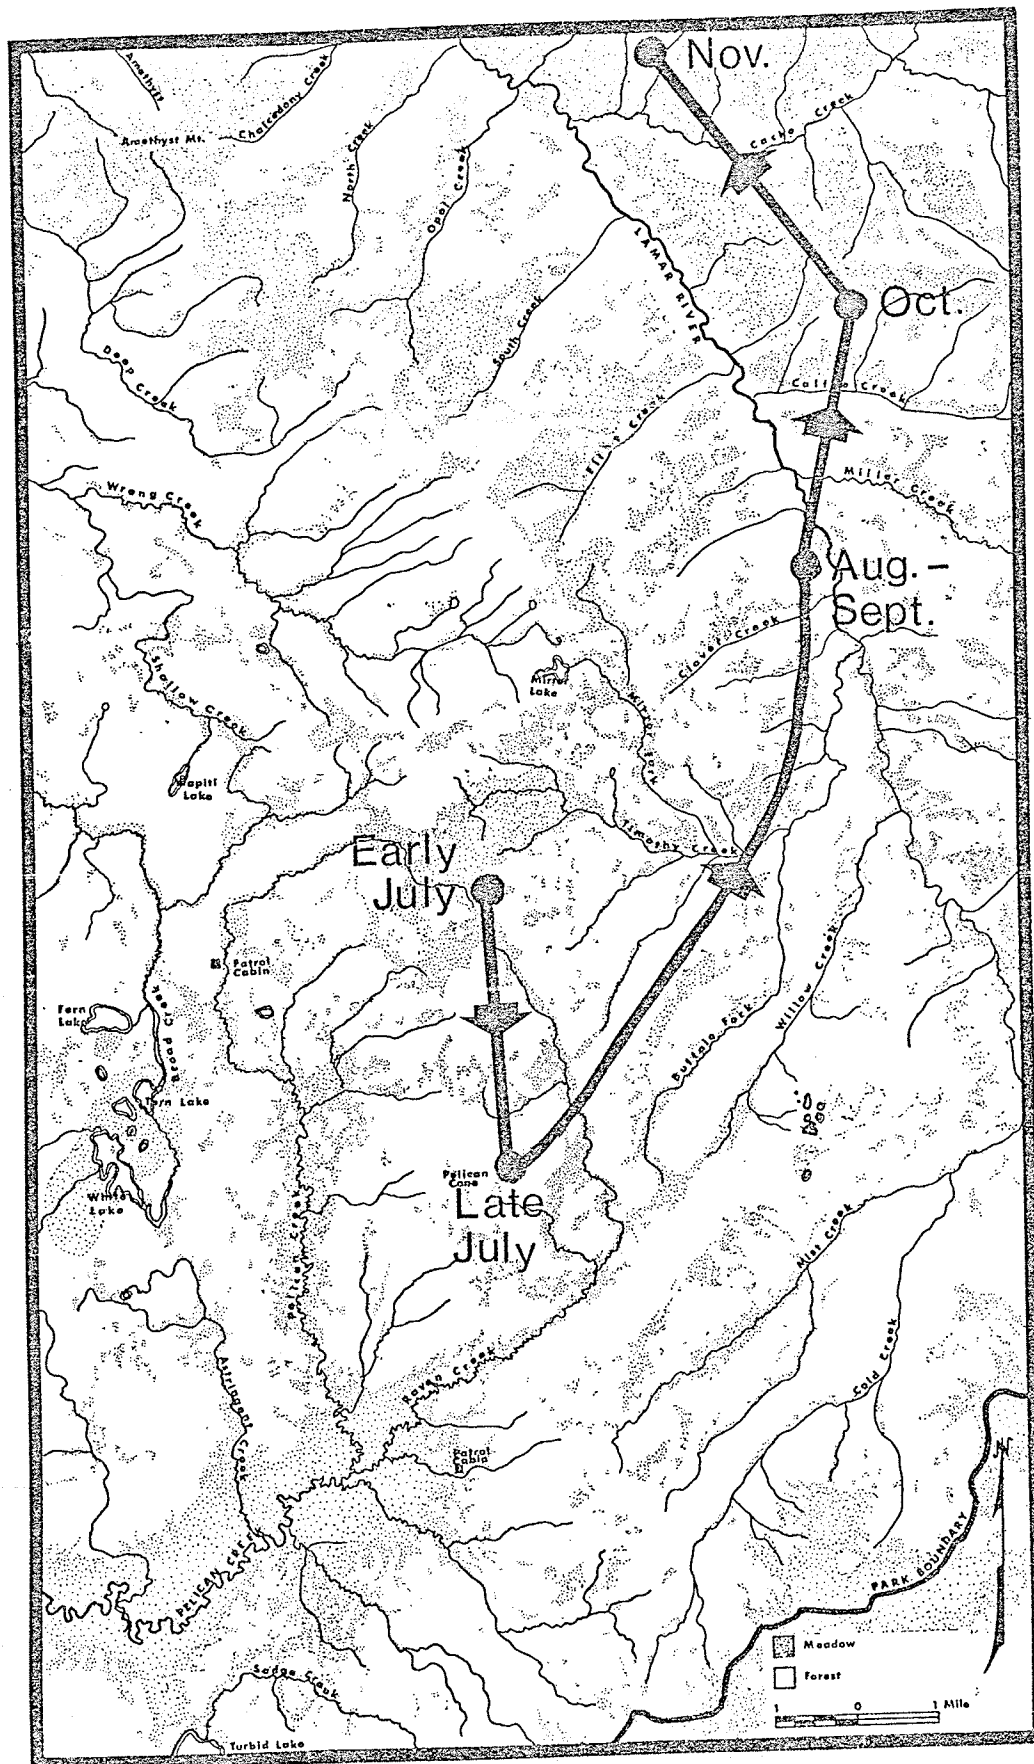 Nov.
Amethyst
Chalcedony Creek
Amethyst Mt.
Cache Creek
North Creek
Opal Creek
LAMAR RIVER
Oct.
South Creek
Deep Creek
Creek
Flint Creek
Miller Creek
Wrong Creek
Aug. –
Sept.
Clover Creek
Shallow Creek
Mirror
Lake
Mirror Fork
Wapiti
Lake
Timothy Creek
Early
July
Patrol
Cabin
Fern
Lake
Broad Creek
Willow Creek
Buffalo Fork
Tern Lake
Pelican
Cone
White
Lake
Late
July
Pelican Creek
Mist Creek
Astringent Creek
Raven Creek
Cold Creek
Patrol
Cabin
N
PELICAN CREEK
PARK BOUNDARY
Meadow
Forest
Sedge Creek
1 0 1 Mile
Turbid Lake